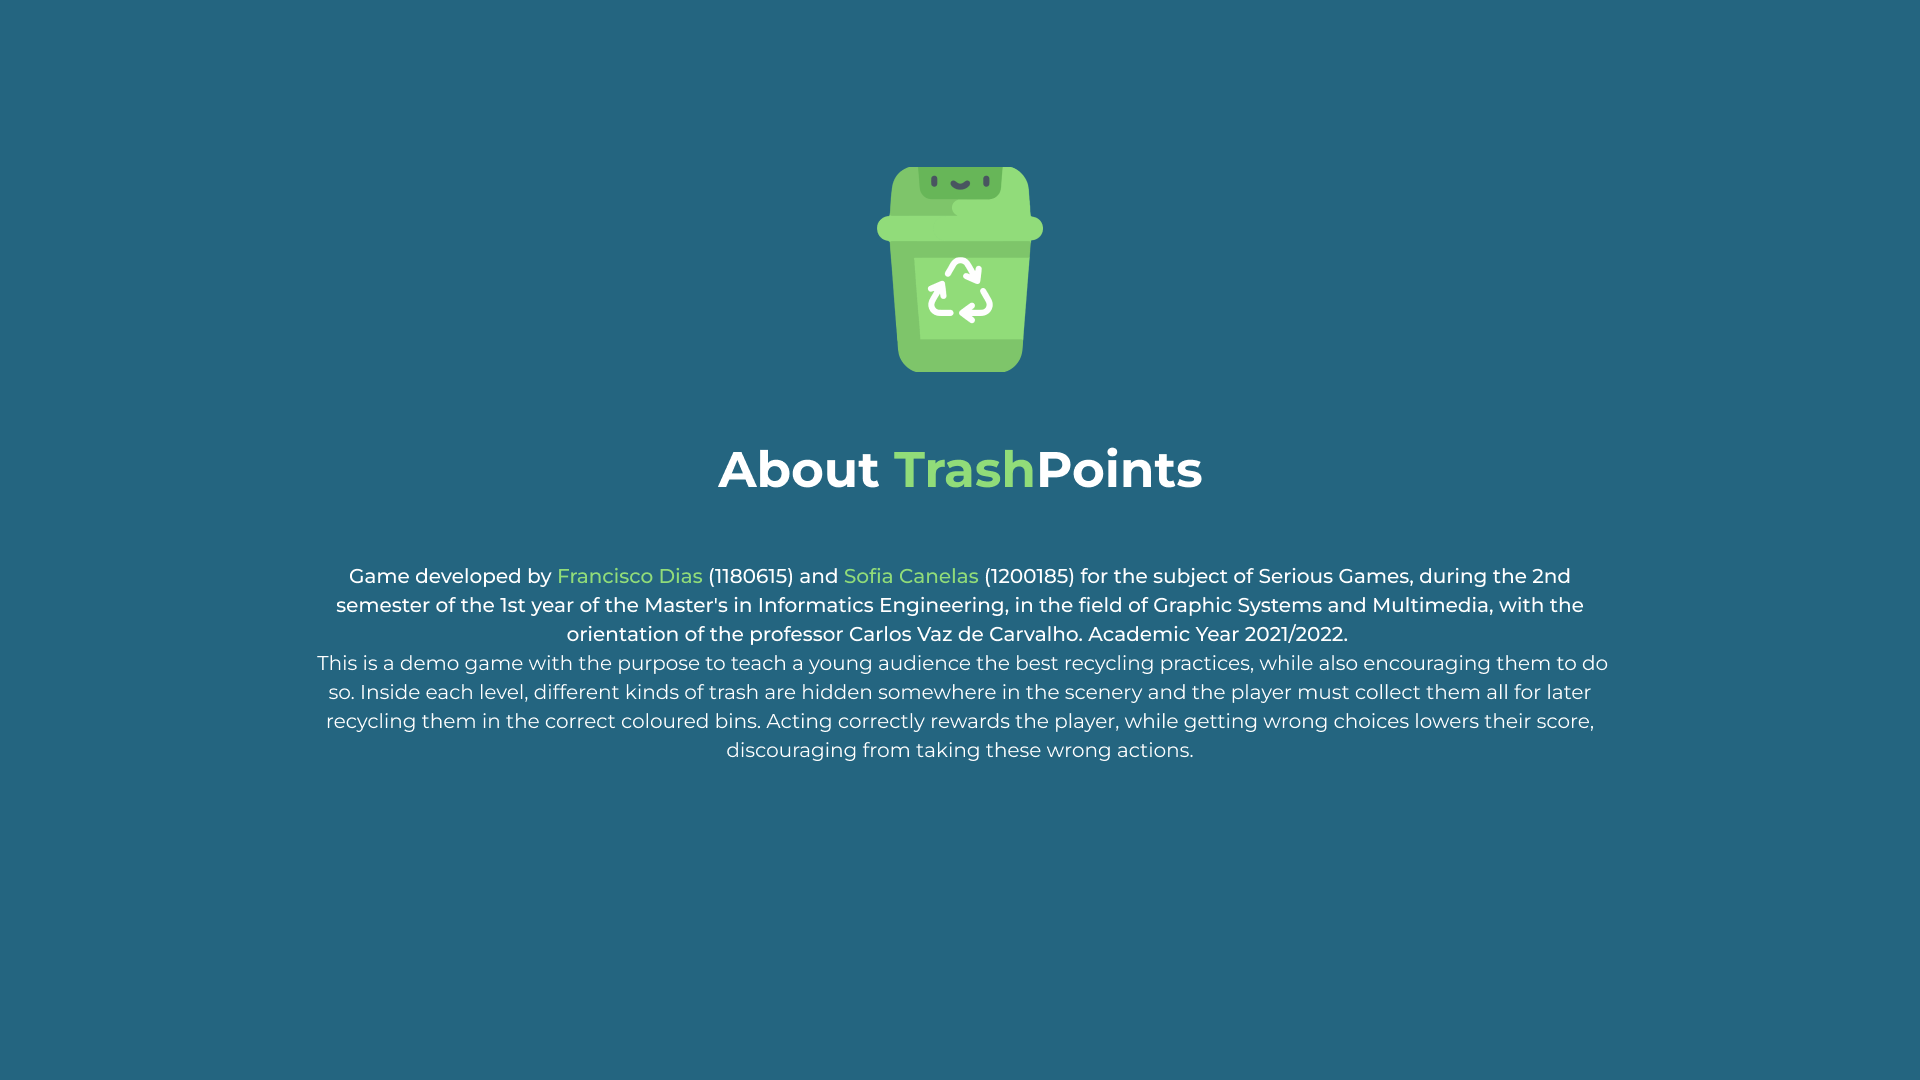 About TrashPoints
Game developed by Francisco Dias (1180615) and Sofia Canelas (1200185) for the subject of Serious Games, during the 2nd
semester of the 1st year of the Master's in Informatics Engineering, in the field of Graphic Systems and Multimedia, with the
orientation of the professor Carlos Vaz de Carvalho. Academic Year 2021/2022.
This is a demo game with the purpose to teach a young audience the best recycling practices, while also encouraging them to do
so. Inside each level, different kinds of trash are hidden somewhere in the scenery and the player must collect them all for later
recycling them in the correct coloured bins. Acting correctly rewards the player, while getting wrong choices lowers their score,
discouraging from taking these wrong actions.